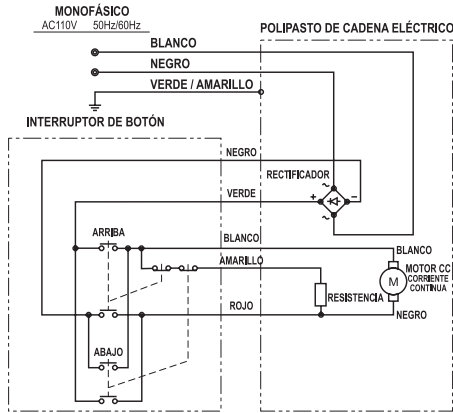 MONOFÁSICO
AC110V 50Hz/60Hz
POLIPASTO DE CADENA ELÉCTRICO
BLANCO
NEGRO
VERDE / AMARILLO
INTERRUPTOR DE BOTÓN
NEGRO
RECTIFICADOR
VERDE
+
−
~
~
ARRIBA
BLANCO
BLANCO
AMARILLO
MOTOR CC
CORRIENTE
CONTINUA
M
RESISTENCIA
ROJO
NEGRO
ABAJO